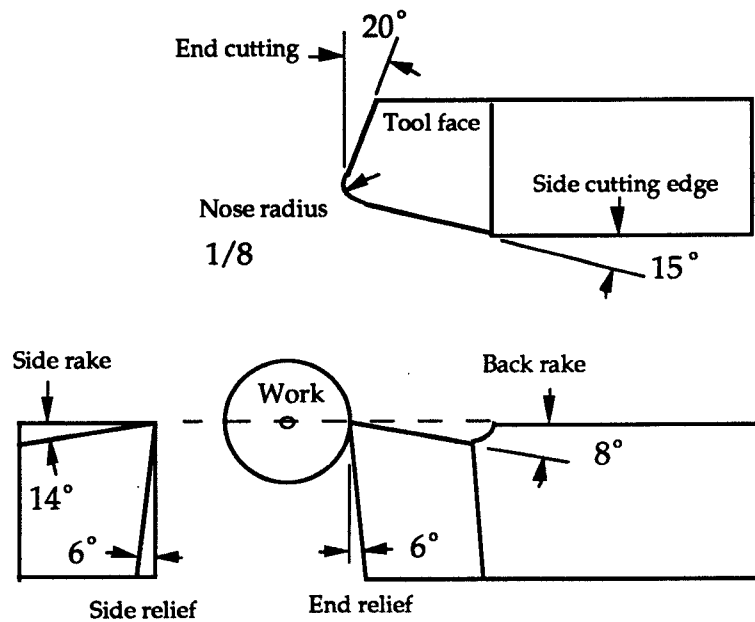 20°
End cutting
Tool face
Side cutting edge
Nose radius
1/8
15°
Side rake
Work
Back rake
14°
8°
6°
6°
Side relief
End relief